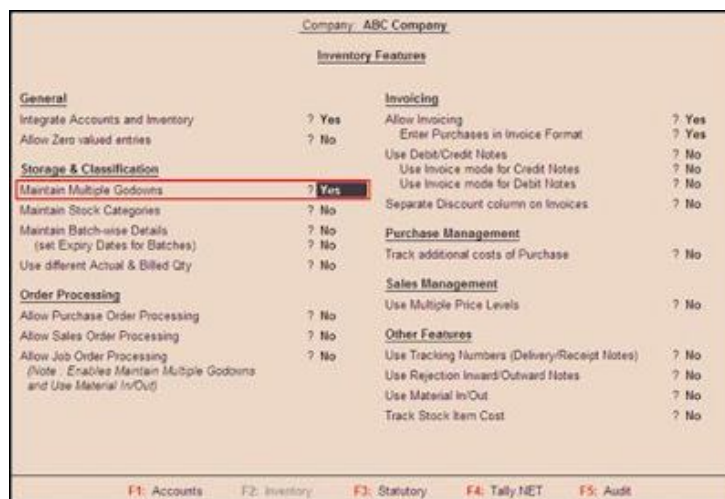 Company: ABC Company
Inventory Features
General
Integrate Accounts and Inventory ? Yes
Allow Zero valued entries ? No
Storage & Classification
Maintain Multiple Godowns ? Yes
Maintain Stock Categories ? No
Maintain Batch-wise Details ? No
(set Expiry Dates for Batches) ? No
Use different Actual & Billed Qty ? No
Order Processing
Allow Purchase Order Processing ? No
Allow Sales Order Processing ? No
Allow Job Order Processing ? No
(Note : Enables Maintain Multiple Godowns
and Use Material In/Out)
Invoicing
Allow Invoicing ? Yes
Enter Purchases in Invoice Format ? Yes
Use Debit/Credit Notes ? No
Use Invoice mode for Credit Notes ? No
Use Invoice mode for Debit Notes ? No
Separate Discount column on Invoices ? No
Purchase Management
Track additional costs of Purchase ? No
Sales Management
Use Multiple Price Levels ? No
Other Features
Use Tracking Numbers (Delivery/Receipt Notes) ? No
Use Rejection Inward/Outward Notes ? No
Use Material In/Out ? No
Track Stock Item Cost ? No
F1: Accounts F2: Inventory F3: Statutory F4: Tally.NET F5: Audit